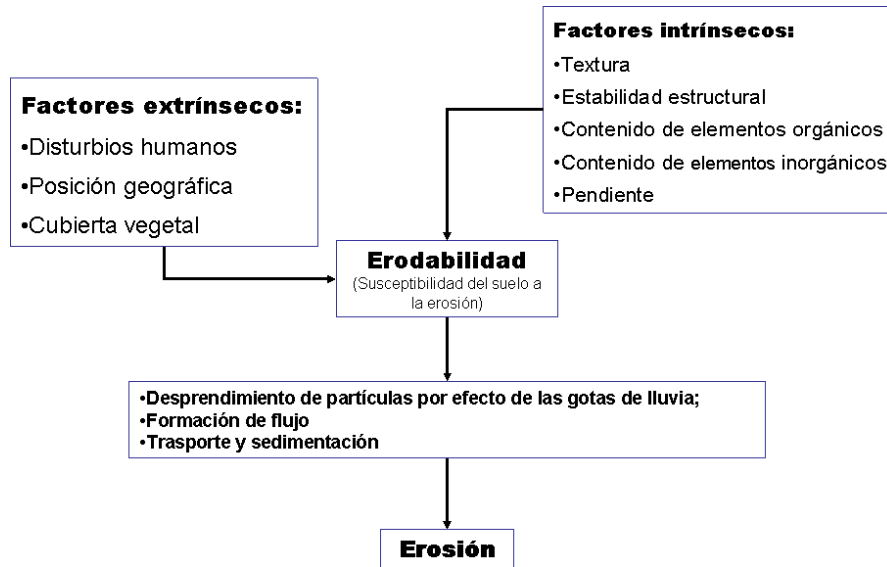 Factores extrínsecos:
•Disturbios humanos
•Posición geográfica
•Cubierta vegetal
Factores intrínsecos:
•Textura
•Estabilidad estructural
•Contenido de elementos orgánicos
•Contenido de elementos inorgánicos
•Pendiente
Erodabilidad
(Susceptibilidad del suelo a
la erosión)
•Desprendimiento de partículas por efecto de las gotas de lluvia;
•Formación de flujo
•Trasporte y sedimentación
Erosión